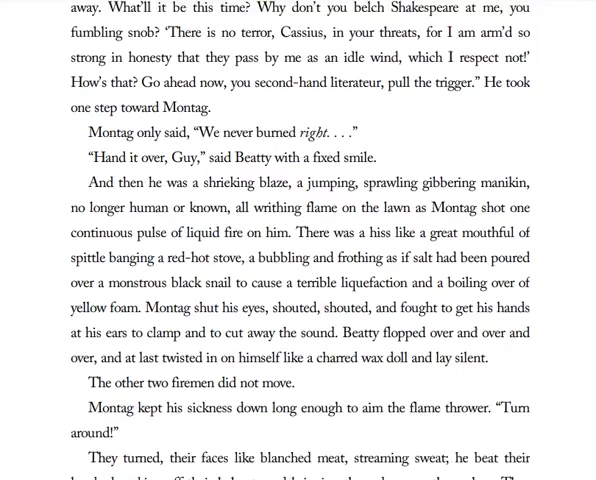 away. What’ll it be this time? Why don’t you belch Shakespeare at me, you
fumbling snob? ‘There is no terror, Cassius, in your threats, for I am arm’d so
strong in honesty that they pass by me as an idle wind, which I respect not!’
How’s that? Go ahead now, you second-hand literateur, pull the trigger.” He took
one step toward Montag.
Montag only said, “We never burned right. . . .”
“Hand it over, Guy,” said Beatty with a fixed smile.
And then he was a shrieking blaze, a jumping, sprawling gibbering manikin,
no longer human or known, all writhing flame on the lawn as Montag shot one
continuous pulse of liquid fire on him. There was a hiss like a great mouthful of
spittle banging a red-hot stove, a bubbling and frothing as if salt had been poured
over a monstrous black snail to cause a terrible liquefaction and a boiling over of
yellow foam. Montag shut his eyes, shouted, shouted, and fought to get his hands
at his ears to clamp and to cut away the sound. Beatty flopped over and over and
over, and at last twisted in on himself like a charred wax doll and lay silent.
The other two firemen did not move.
Montag kept his sickness down long enough to aim the flame thrower. “Turn
around!”
They turned, their faces like blanched meat, streaming sweat; he beat their